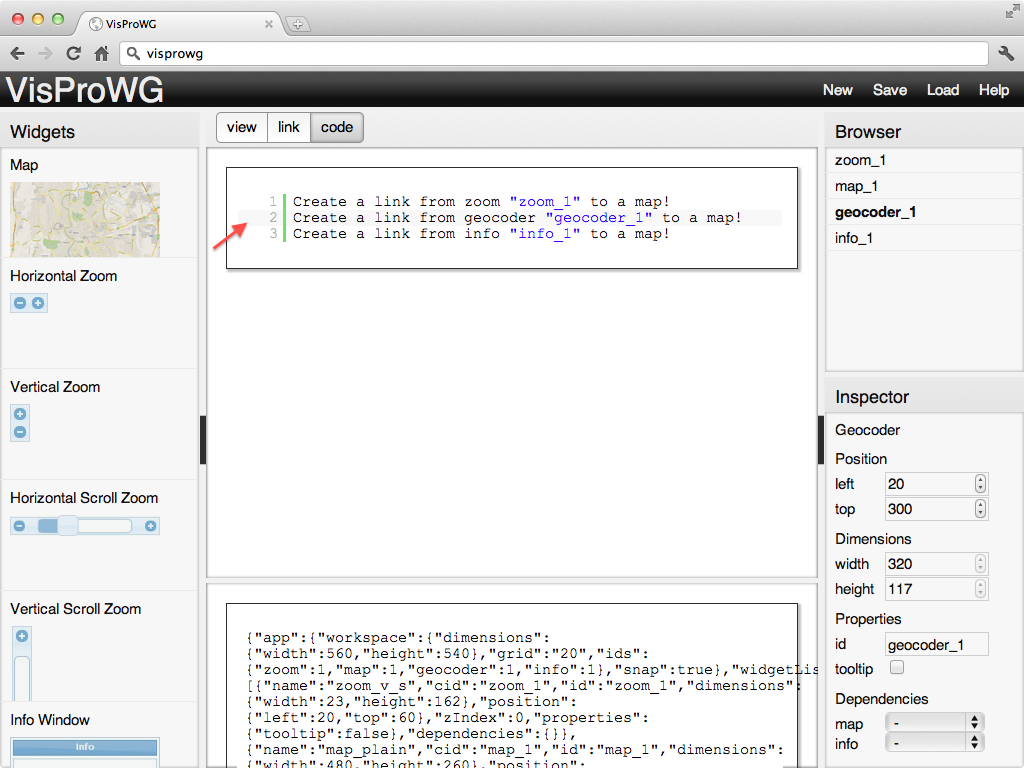 VisProWG
visprowg
VisProWG
New Save Load Help
Widgets
Map
Horizontal Zoom
Vertical Zoom
Horizontal Scroll Zoom
Vertical Scroll Zoom
Info Window
Info
view link code
1 Create a link from zoom "zoom_1" to a map!
2 Create a link from geocoder "geocoder_1" to a map!
3 Create a link from info "info_1" to a map!
{"app":{"workspace":{"dimensions":
{"width":560,"height":540},"grid":"20","ids":
{"zoom":1,"map":1,"geocoder":1,"info":1},"snap":true},"widgetLis
[{"name":"zoom_v_s","cid":"zoom_1","id":"zoom_1","dimensions":
{"width":23,"height":162},"position":
{"left":20,"top":60},"zIndex":0,"properties":
{"tooltip":false},"dependencies":{}},
{"name":"map_plain","cid":"map_1","id":"map_1","dimensions":
{"width":480,"height":260},"position":
Browser
zoom_1
map_1
geocoder_1
info_1
Inspector
Geocoder
Position
left 20
top 300
Dimensions
width 320
height 117
Properties
id geocoder_1
tooltip
Dependencies
map -
info -